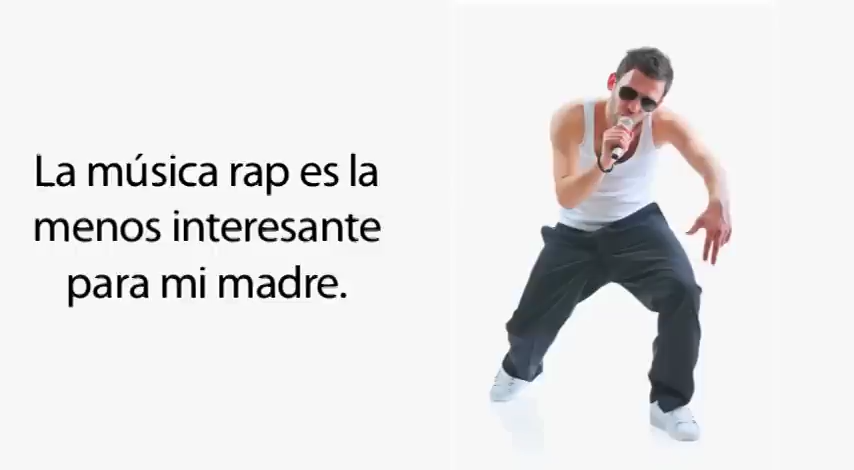 La música rap es la
menos interesante
para mi madre.